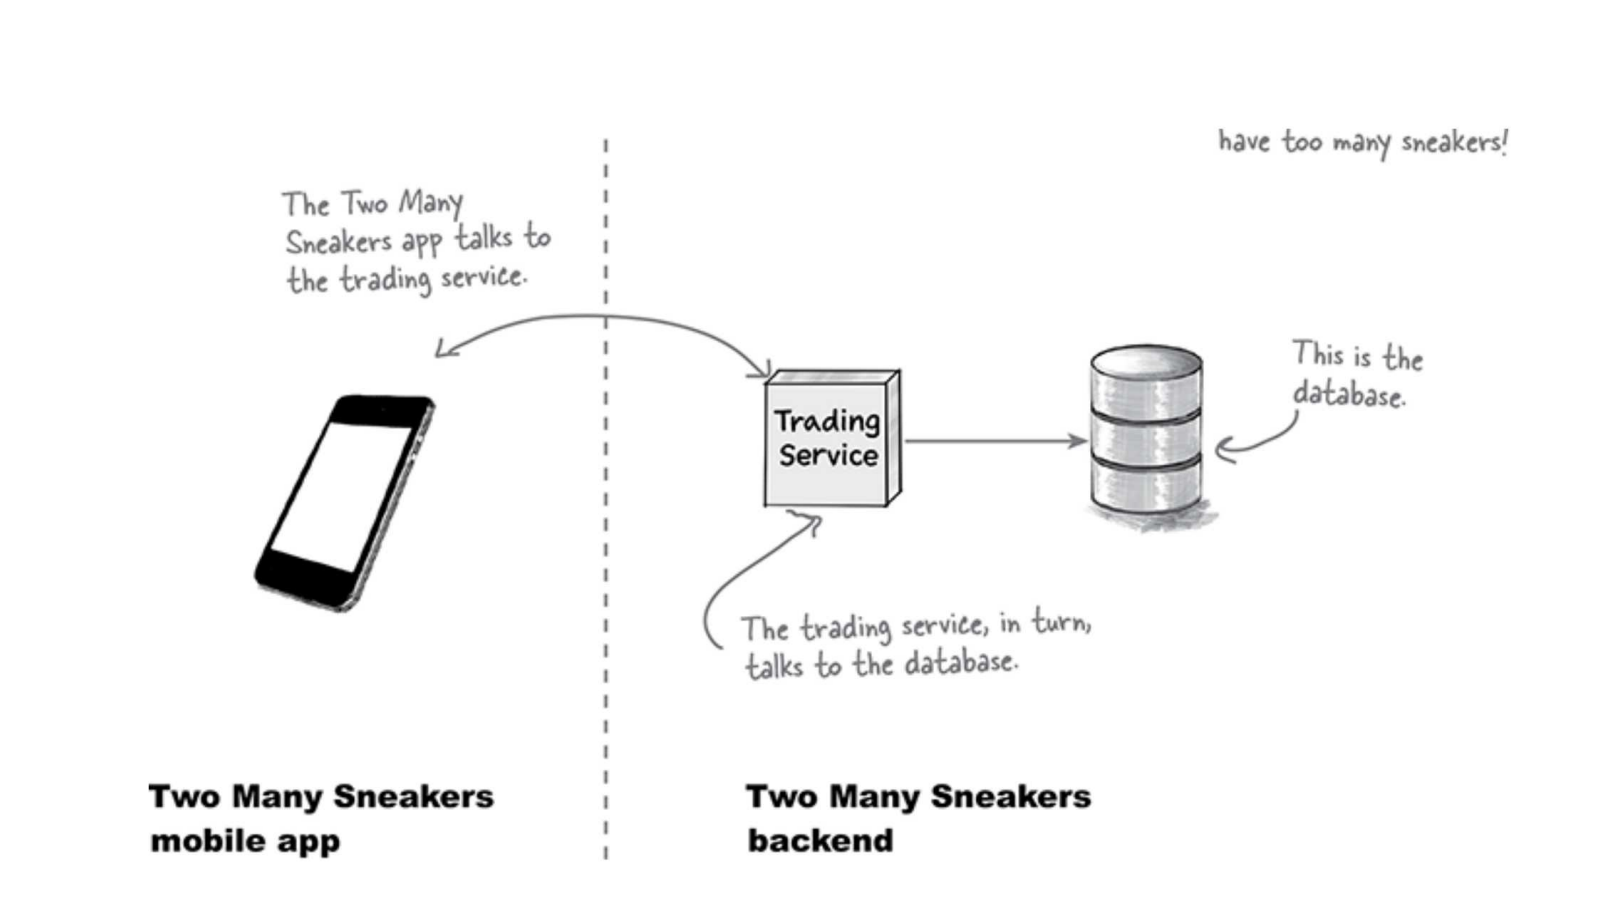 have too many sneakers!
The Two Many
Sneakers app talks to
the trading service.
This is the
database.
Trading
Service
The trading service, in turn,
talks to the database.
Two Many Sneakers
mobile app
Two Many Sneakers
backend